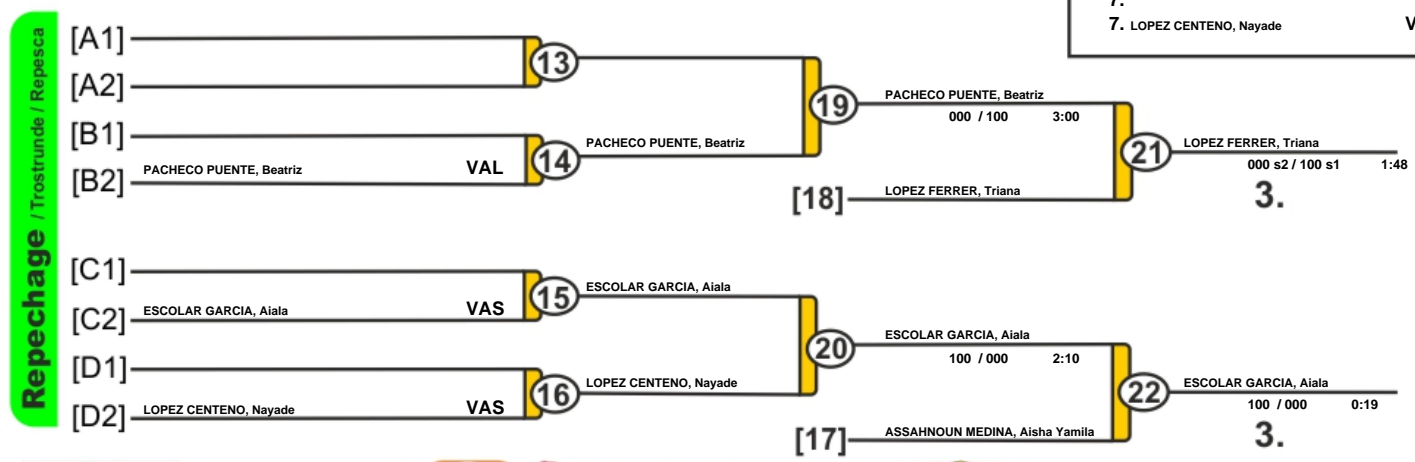 7.
7. LOPEZ CENTENO, Nayade V
Repechage / Trostrunde / Repesca
[A1]
13
[A2]
19
PACHECO PUENTE, Beatriz
000 / 100 3:00
[B1]
14
PACHECO PUENTE, Beatriz
[B2] PACHECO PUENTE, Beatriz VAL
21
LOPEZ FERRER, Triana
000 s2 / 100 s1 1:48
3.
[18] LOPEZ FERRER, Triana
[C1]
15
ESCOLAR GARCIA, Aiala
[C2] ESCOLAR GARCIA, Aiala VAS
20
ESCOLAR GARCIA, Aiala
100 / 000 2:10
[D1]
16
LOPEZ CENTENO, Nayade
[D2] LOPEZ CENTENO, Nayade VAS
22
ESCOLAR GARCIA, Aiala
100 / 000 0:19
3.
[17] ASSAHNOUN MEDINA, Aisha Yamila